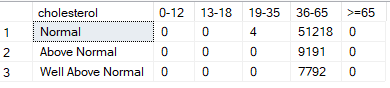 cholesterol 0-12 13-18 19-35 36-65 >=65
1 Normal 0 0 4 51218 0
2 Above Normal 0 0 0 9191 0
3 Well Above Normal 0 0 0 7792 0